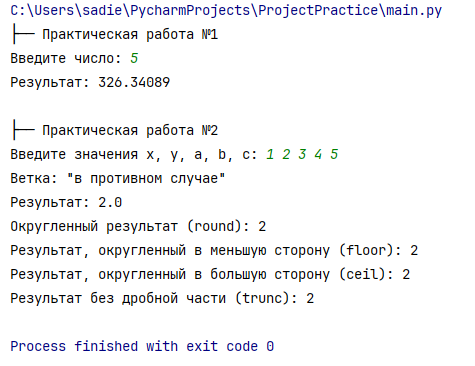 C:\Users\sadie\PycharmProjects\ProjectPractice\main.py
├── Практическая работа №1
Введите число: 5
Результат: 326.34089
├── Практическая работа №2
Введите значения x, y, a, b, c: 1 2 3 4 5
Ветка: "в противном случае"
Результат: 2.0
Округленный результат (round): 2
Результат, округленный в меньшую сторону (floor): 2
Результат, округленный в большую сторону (ceil): 2
Результат без дробной части (trunc): 2
Process finished with exit code 0